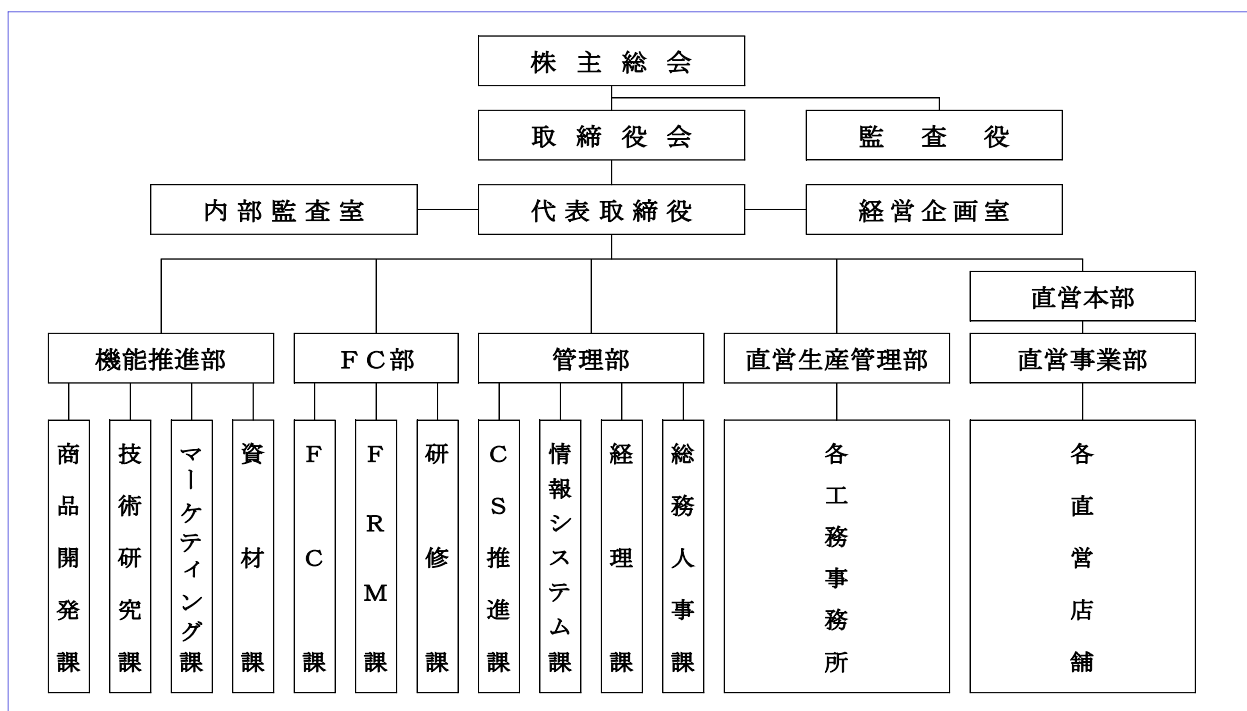 株主総会
取締役会
監査役
内部監査室
代表取締役
経営企画室
直営本部
機能推進部
ＦＣ部
管理部
直営生産管理部
直営事業部
商品開発課
技術研究課
マーケティング課
資材課
ＦＣ課
ＦＲＭ課
研修課
ＣＳ推進課
情報システム課
経理課
総務人事課
各工務事務所
各直営店舗